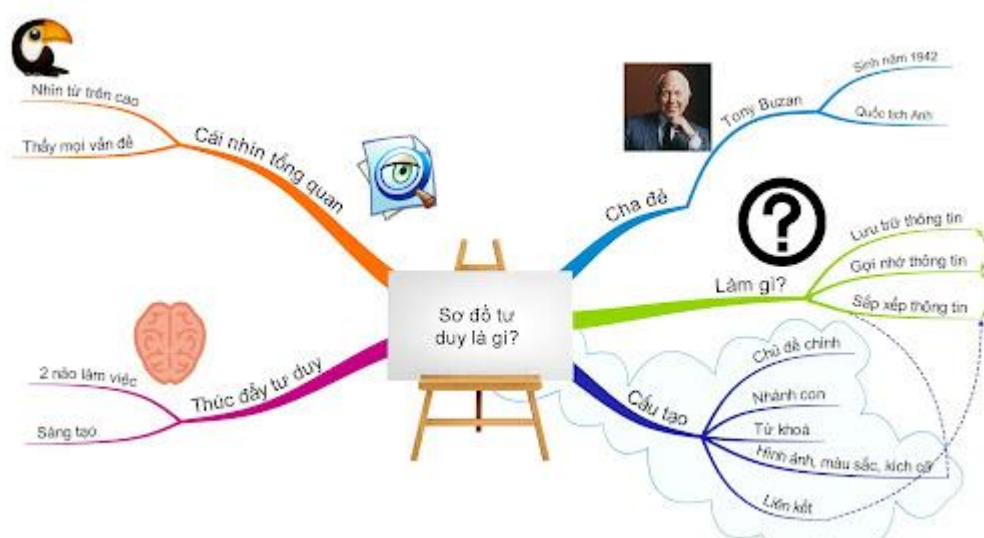 Sơ đồ tư
duy là gì?
Cha đẻ
Tony Buzan
Sinh năm 1942
Quốc tịch Anh
Làm gì?
Lưu trữ thông tin
Gọi nhớ thông tin
Sắp xếp thông tin
Cấu tạo
Chủ đề chính
Nhánh con
Từ khoá
Hình ảnh, màu sắc, kích cỡ
Liên kết
Thúc đẩy tư duy
2 não làm việc
Sáng tạo
Cái nhìn tổng quan
Nhìn từ trên cao
Thấy mọi vấn đề